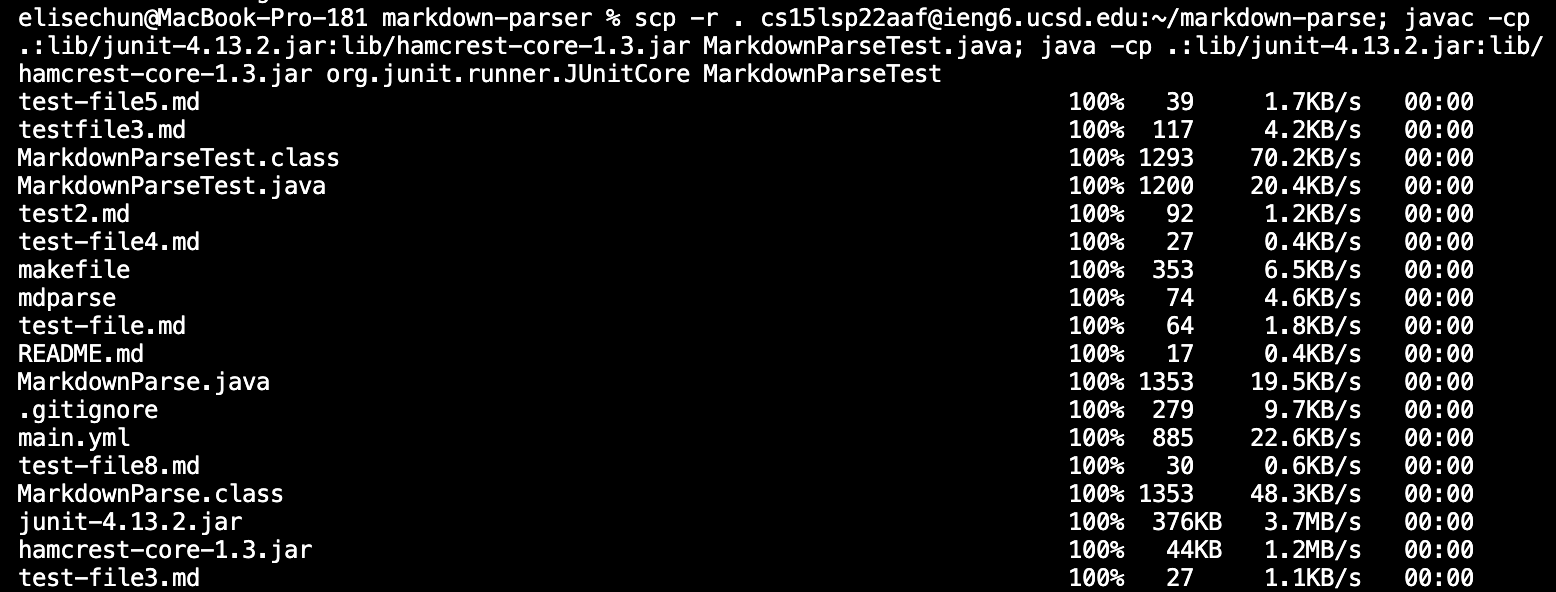 elisechun@MacBook-Pro-181 markdown-parser % scp -r . cs15lsp22aaf@ieng6.ucsd.edu:~/markdown-parse; javac -cp
.:lib/junit-4.13.2.jar:lib/hamcrest-core-1.3.jar MarkdownParseTest.java; java -cp .:lib/junit-4.13.2.jar:lib/
hamcrest-core-1.3.jar org.junit.runner.JUnitCore MarkdownParseTest
test-file5.md 100% 39 1.7KB/s 00:00
testfile3.md 100% 117 4.2KB/s 00:00
MarkdownParseTest.class 100% 1293 70.2KB/s 00:00
MarkdownParseTest.java 100% 1200 20.4KB/s 00:00
test2.md 100% 92 1.2KB/s 00:00
test-file4.md 100% 27 0.4KB/s 00:00
makefile 100% 353 6.5KB/s 00:00
mdparse 100% 74 4.6KB/s 00:00
test-file.md 100% 64 1.8KB/s 00:00
README.md 100% 17 0.4KB/s 00:00
MarkdownParse.java 100% 1353 19.5KB/s 00:00
.gitignore 100% 279 9.7KB/s 00:00
main.yml 100% 885 22.6KB/s 00:00
test-file8.md 100% 30 0.6KB/s 00:00
MarkdownParse.class 100% 1353 48.3KB/s 00:00
junit-4.13.2.jar 100% 376KB 3.7MB/s 00:00
hamcrest-core-1.3.jar 100% 44KB 1.2MB/s 00:00
test-file3.md 100% 27 1.1KB/s 00:00